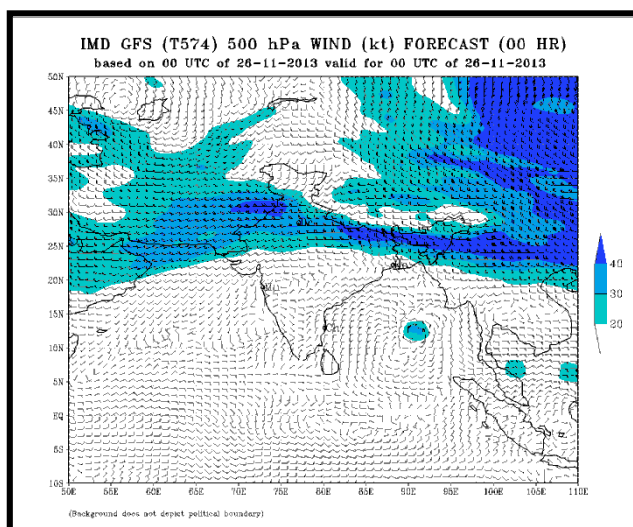 IMD GFS (T574) 500 hPa WIND (kt) FORECAST (00 HR)
based on 00 UTC of 26-11-2013 valid for 00 UTC of 26-11-2013
50N
45N
40N
35N
30N
25N
20N
15N
10N
5N
EQ
5S
10S
50E 55E 60E 65E 70E 75E 80E 85E 90E 95E 100E 105E 110E
40
30
20
Mu
Ch
(Background does not depict political boundary)